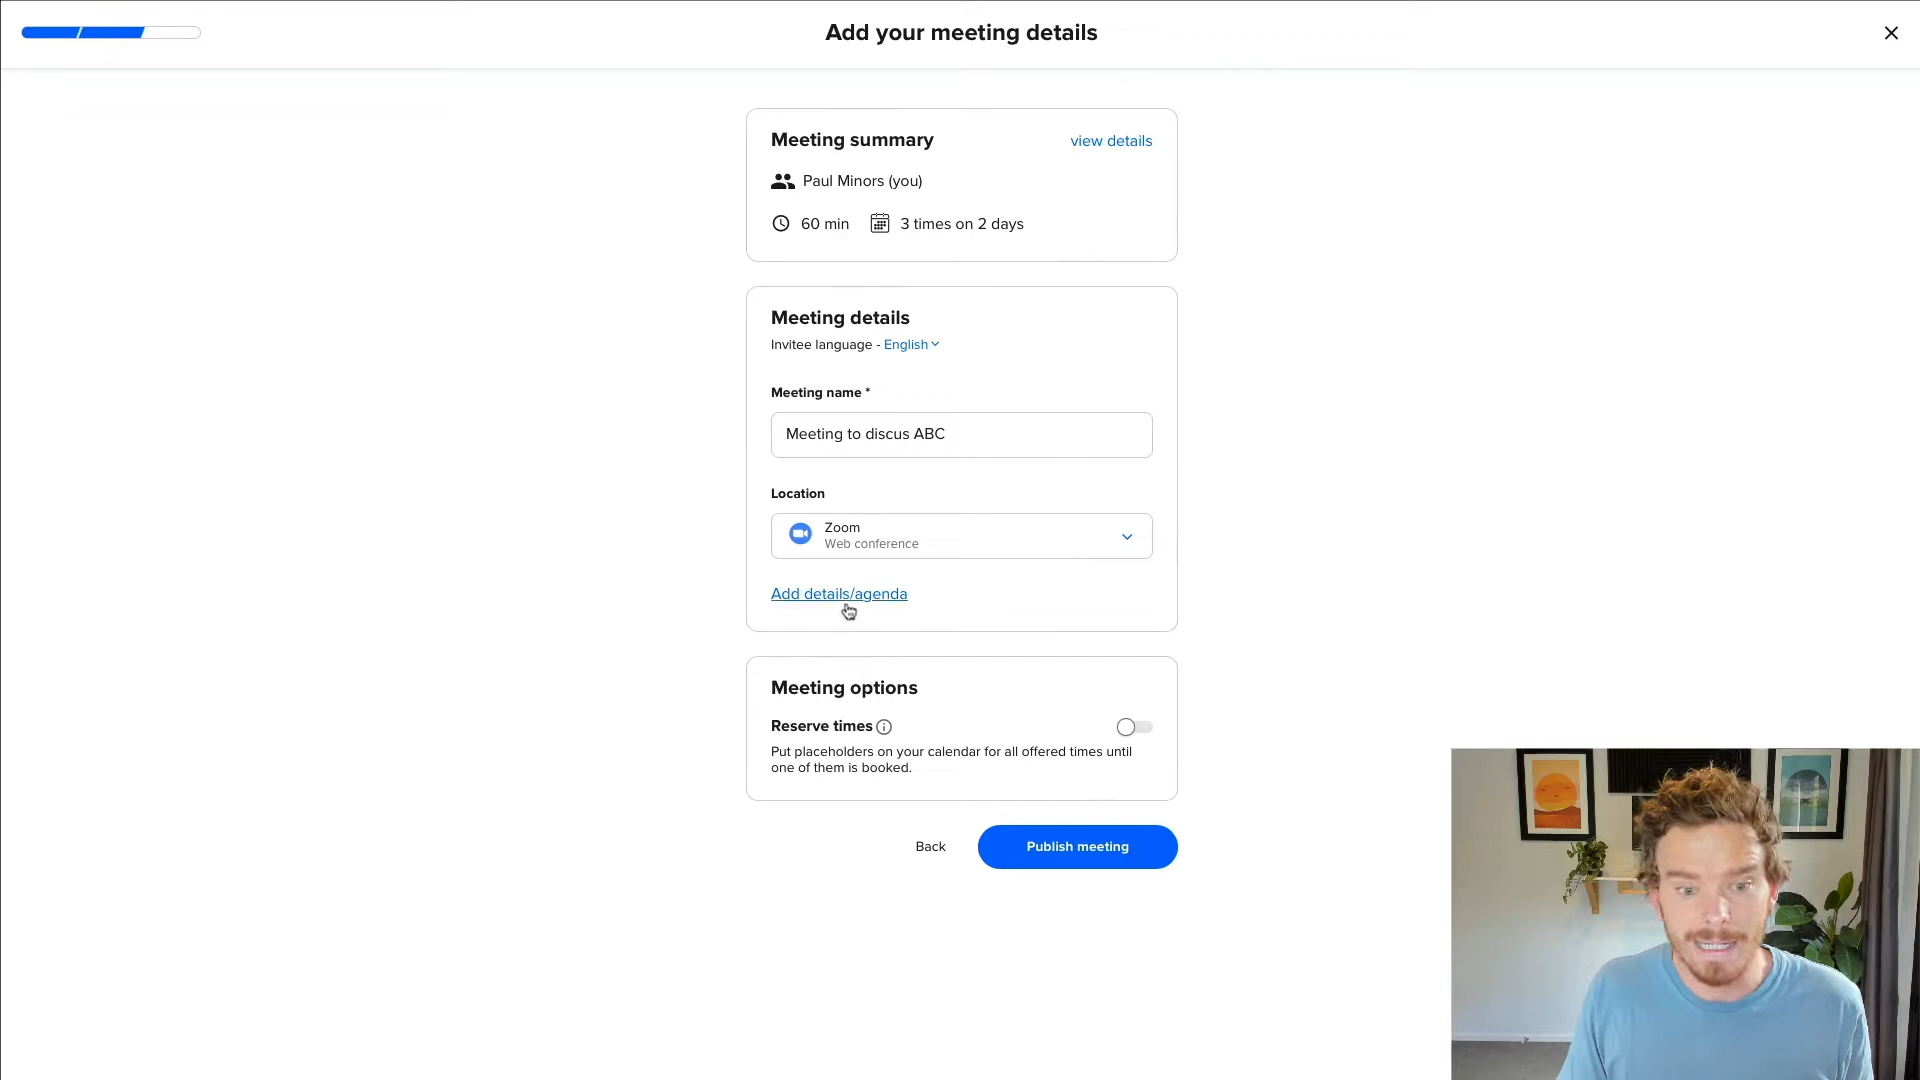 Add your meeting details
Meeting summary
view details
Paul Minors (you)
60 min
3 times on 2 days
Meeting details
Invitee language - English
Meeting name *
Meeting to discus ABC
Location
Zoom
Web conference
Add details/agenda
Meeting options
Reserve times
Put placeholders on your calendar for all offered times until
one of them is booked.
Back
Publish meeting